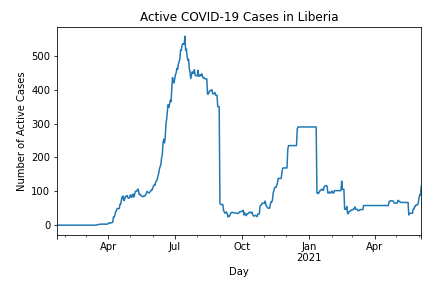 Active COVID-19 Cases in Liberia
Number of Active Cases
500
400
300
200
100
0
Apr
Jul
Oct
Jan
2021
Apr
Day